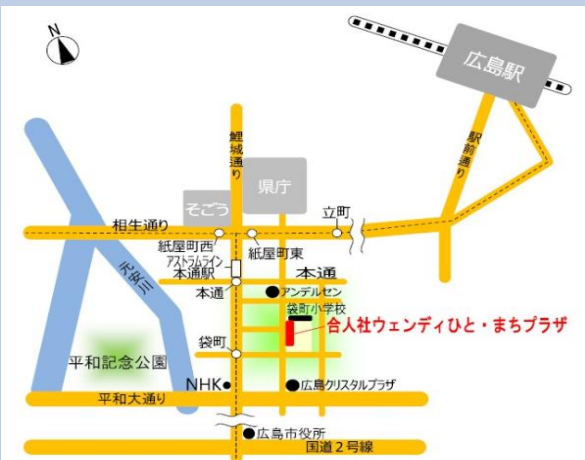 N
広島駅
鯉城通り
駅前通り
県庁
そごう
立町
相生通り
紙屋町西
紙屋町東
アストラムライン
本通駅
本通
本通
アンデルセン
元安川
袋町小学校
合人社ウェンディひと・まちプラザ
袋町
平和記念公園
NHK
広島クリスタルプラザ
平和大通り
広島市役所
国道2号線